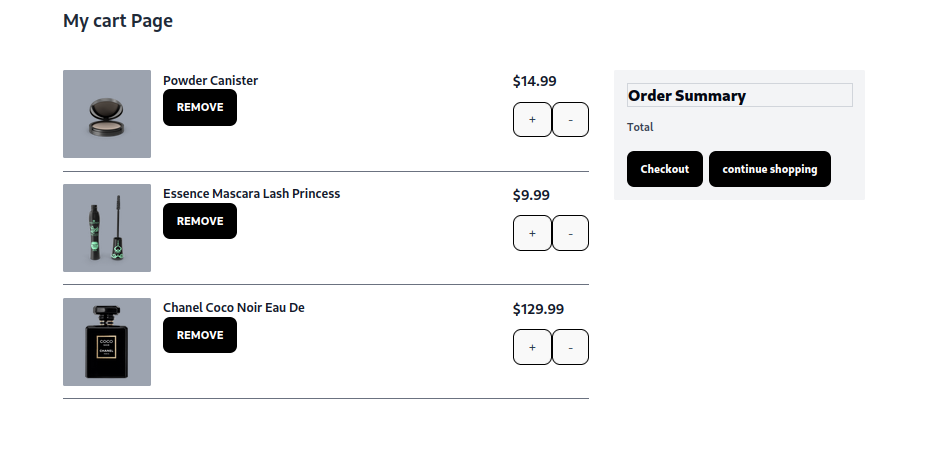 My cart Page
Powder Canister
$14.99
REMOVE
+ -
Essence Mascara Lash Princess
$9.99
REMOVE
+ -
Chanel Coco Noir Eau De
$129.99
REMOVE
+ -
COCO
CHANEL
Order Summary
Total
Checkout
continue shopping